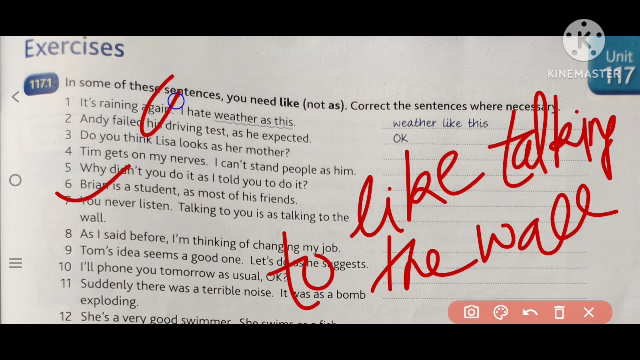 Exercises
Unit
117
KINEMASTER
117.1 In some of these sentences, you need like (not as). Correct the sentences where necessary.
1 It's raining again. I hate weather as this. weather like this
2 Andy failed his driving test, as he expected. OK
3 Do you think Lisa looks as her mother?
4 Tim gets on my nerves. I can't stand people as him.
5 Why didn't you do it as I told you to do it?
6 Brian is a student, as most of his friends.
7 You never listen. Talking to you is as talking to the
wall.
8 As I said before, I'm thinking of changing my job.
9 Tom's idea seems a good one. Let's do as he suggests.
10 I'll phone you tomorrow as usual, OK?
11 Suddenly there was a terrible noise. It was as a bomb
exploding.
12 She's a very good swimmer. She swims as a fish.
like talking
to the wall